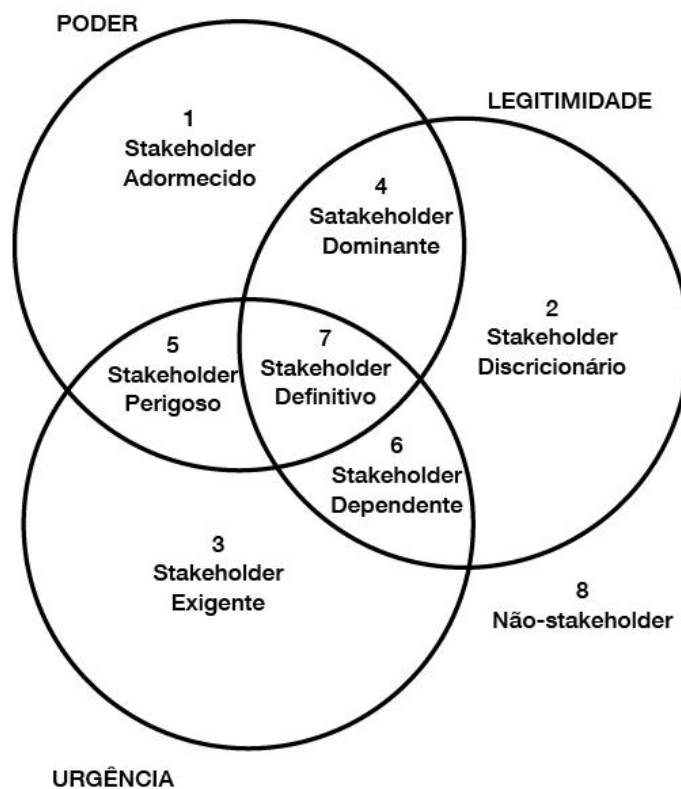 PODER
LEGITIMIDADE
1
Stakeholder
Adormecido
4
Satakeholder
Dominante
2
Stakeholder
Discricionário
5
Stakeholder
Perigoso
7
Stakeholder
Definitivo
6
Stakeholder
Dependente
3
Stakeholder
Exigente
8
Não-stakeholder
URGÊNCIA